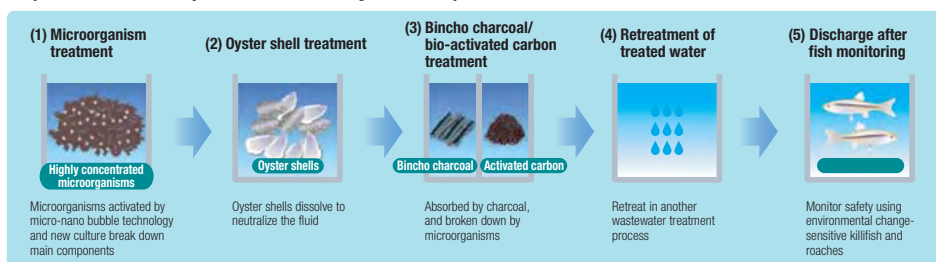 (1) Microorganism
treatment
Highly concentrated
microorganisms
Microorganisms activated by
micro-nano bubble technology
and new culture break down
main components
(2) Oyster shell treatment
Oyster shells
Oyster shells dissolve to
neutralize the fluid
(3) Bincho charcoal/
bio-activated carbon
treatment
Bincho charcoal
Activated carbon
Absorbed by charcoal,
and broken down by
microorganisms
(4) Retreatment of
treated water
Retreat in another
wastewater treatment
process
(5) Discharge after
fish monitoring
Monitor safety using
environmental change-
sensitive killifish and
roaches